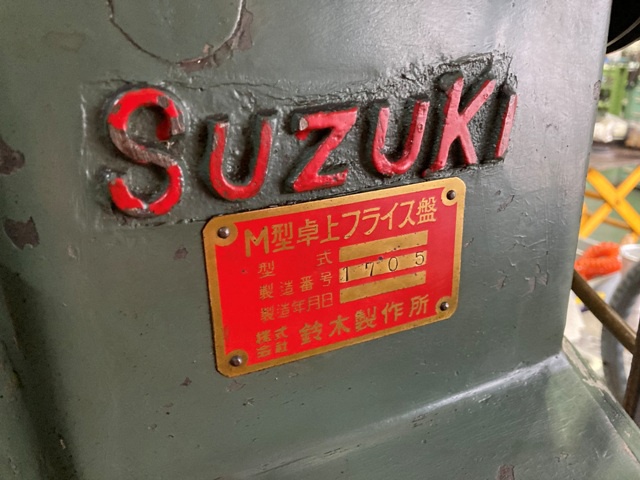 SUZUKI
M型卓上フライス盤
型式
製造番号 1705
製造年月日
株式会社 鈴木製作所